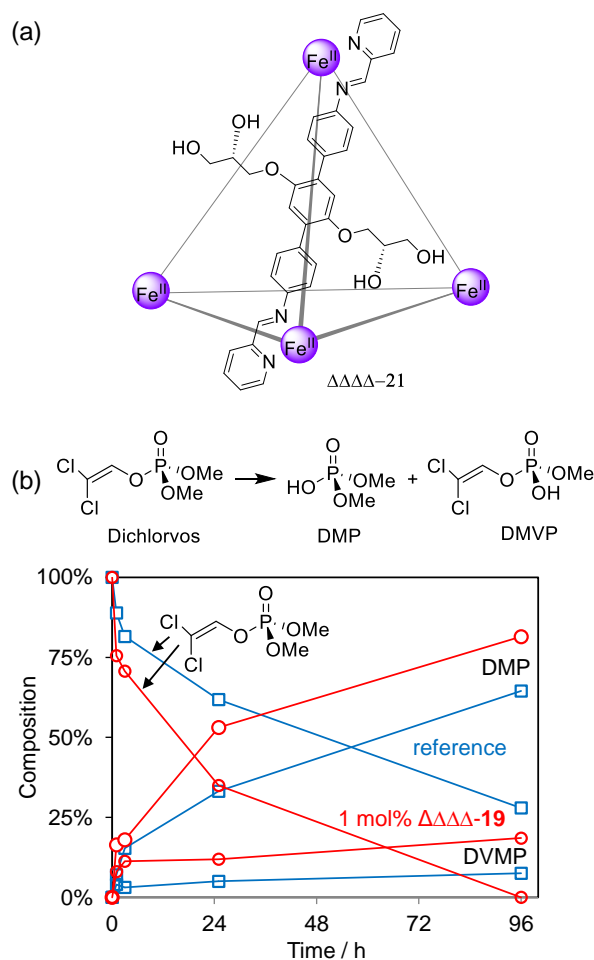 (a)
N
Fe^II
N
HO
OH
HO
O
O
OH
HO
Fe^II
Fe^II
N
Fe^II
N
ΔΔΔΔ–21
(b)
Cl
Cl
O
O
P
OMe
OMe
Dichlorvos
HO
O
P
OMe
OMe
DMP
+
Cl
Cl
O
O
P
OMe
OH
DMVP
100%
75%
50%
25%
0%
Composition
Cl
Cl
O
O
P
OMe
OMe
DMP
reference
1 mol% ΔΔΔΔ-19
DVMP
0
24
48
72
96
Time / h